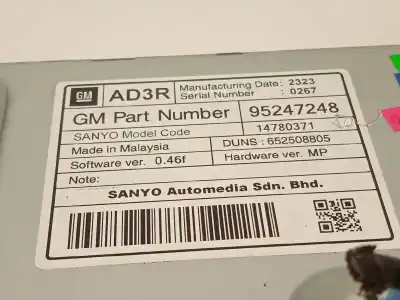 GM AD3R Manufacturing Date: 2323
Serial Number : 0267
GM Part Number 95247248
SANYO Model Code 14780371
Made in Malaysia DUNS : 652508805
Software ver. 0.46f Hardware ver. MP
Note:
SANYO Automedia Sdn. Bhd.